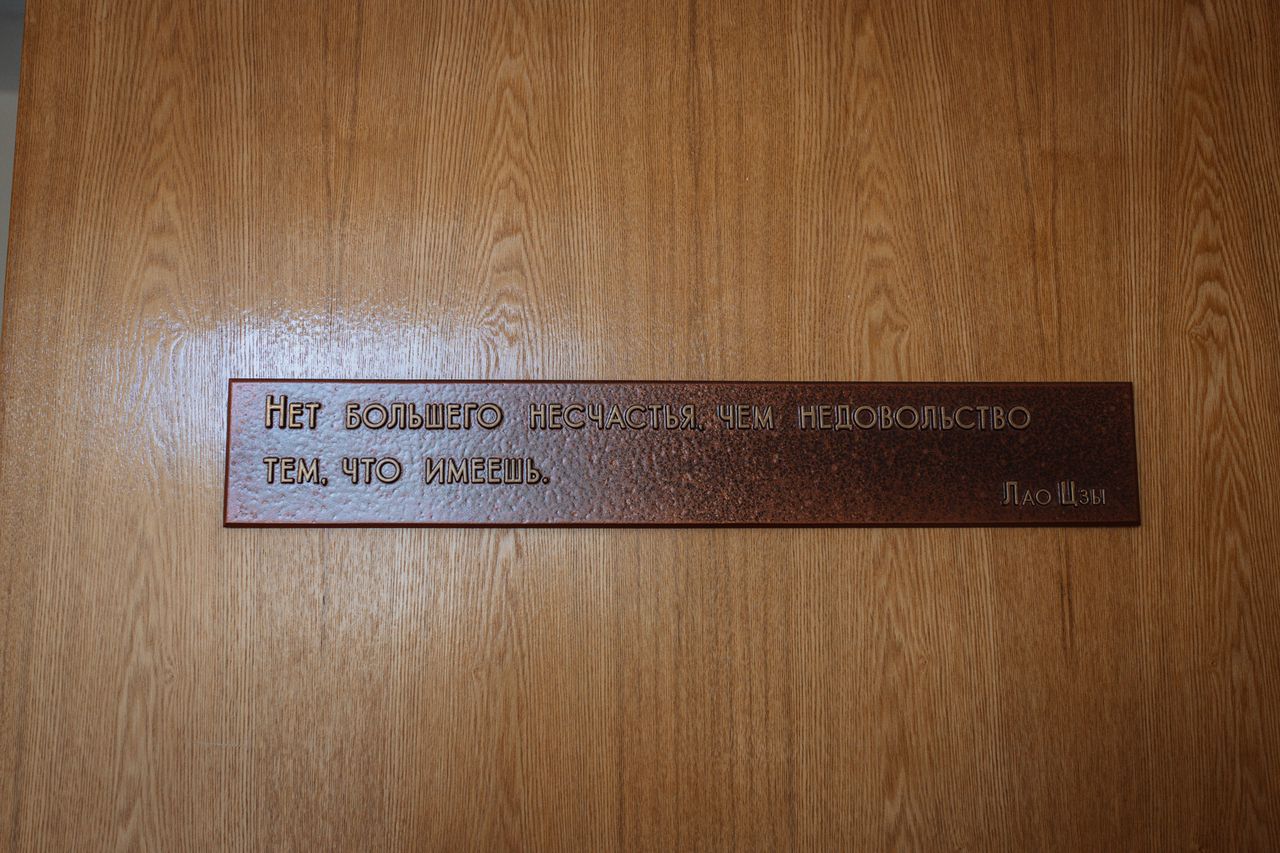 Нет большего несчастья, чем недовольство
тем, что имеешь.
Лао Цзы